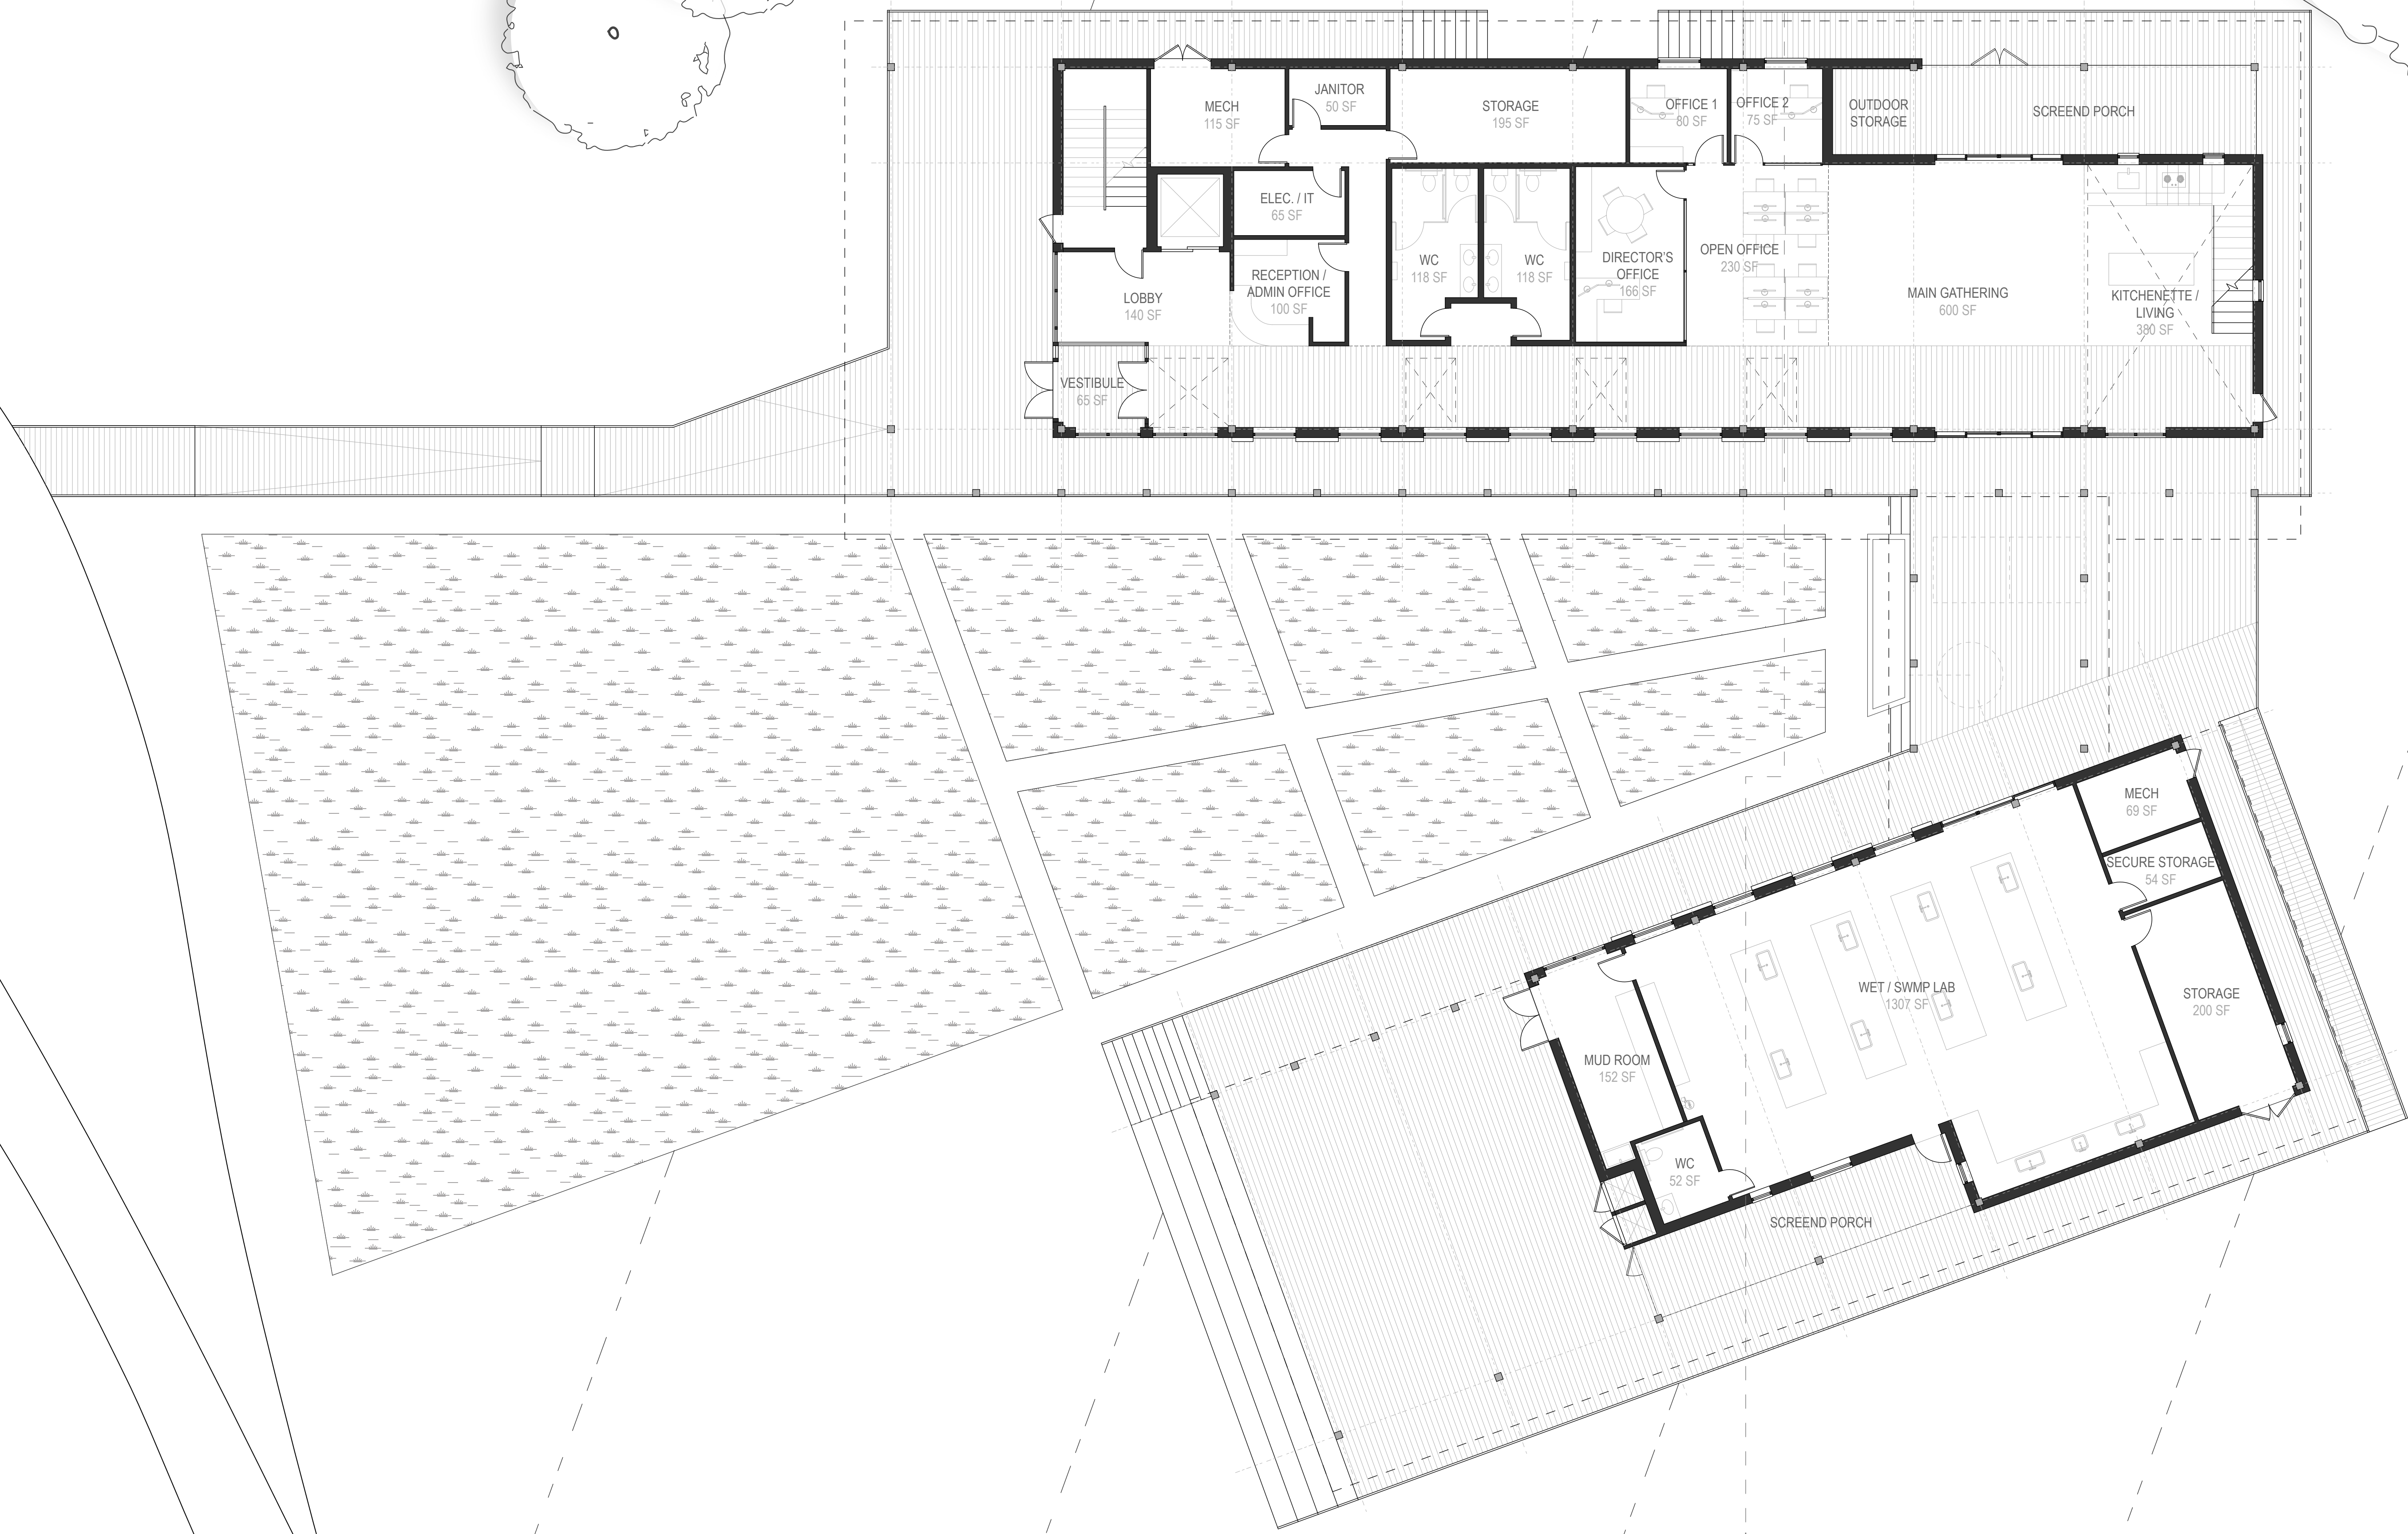 MECH
115 SF
JANITOR
50 SF
STORAGE
195 SF
OFFICE 1
80 SF
OFFICE 2
75 SF
OUTDOOR
STORAGE
SCREEND PORCH
ELEC. / IT
65 SF
LOBBY
140 SF
RECEPTION /
ADMIN OFFICE
100 SF
WC
118 SF
WC
118 SF
DIRECTOR'S
OFFICE
166 SF
OPEN OFFICE
230 SF
MAIN GATHERING
600 SF
KITCHENETTE /
LIVING
380 SF
VESTIBULE
65 SF
MECH
69 SF
SECURE STORAGE
54 SF
WET / SWMP LAB
1307 SF
STORAGE
200 SF
MUD ROOM
152 SF
WC
52 SF
SCREEND PORCH